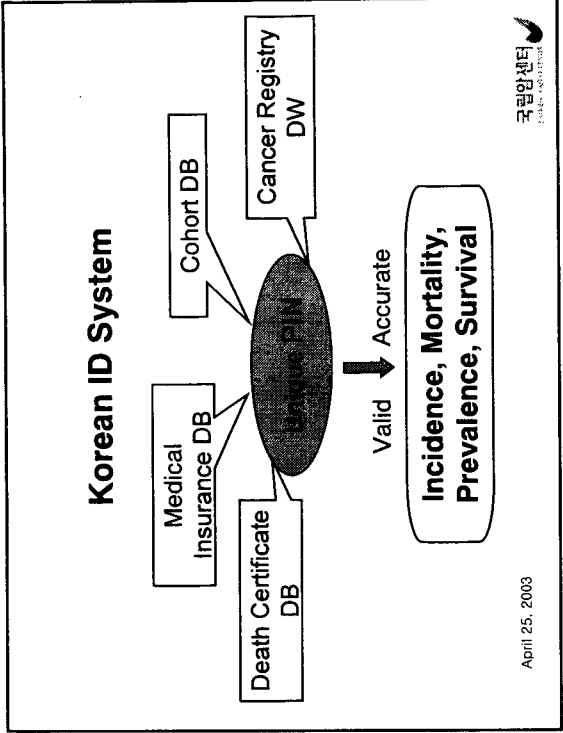 Korean ID System
Medical
Insurance DB
Cohort DB
Death Certificate
DB
Cancer Registry
DW
Unique PIN
Valid
Accurate
Incidence, Mortality,
Prevalence, Survival
April 25, 2003
국립암센터